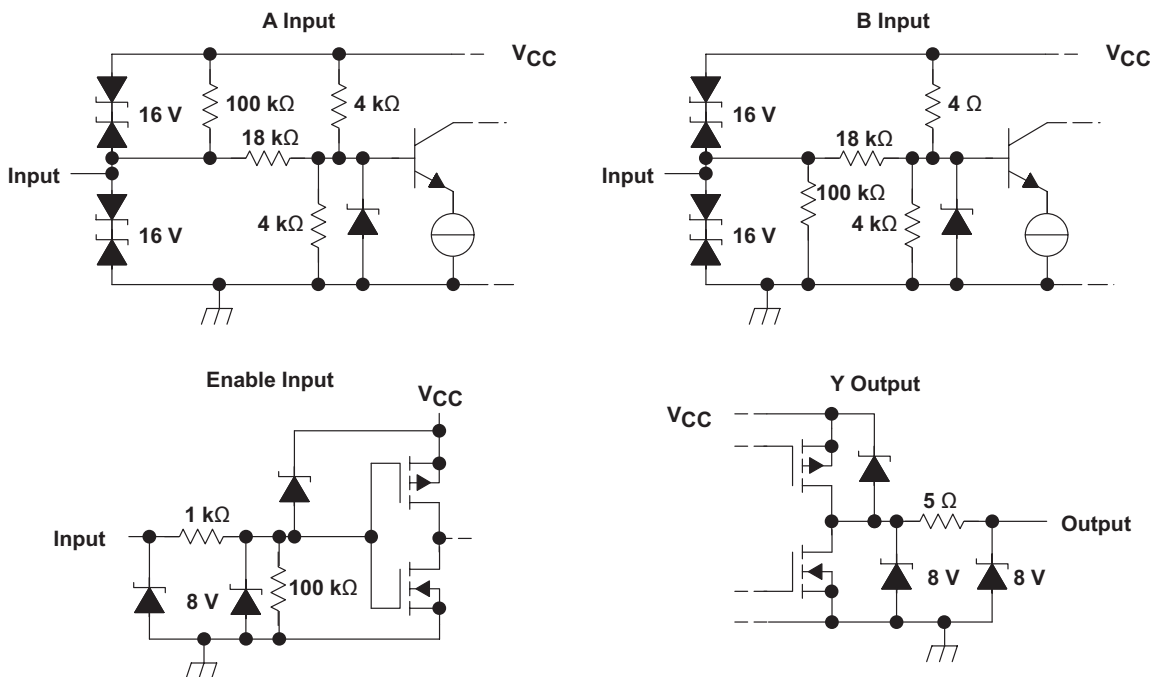 A Input
B Input
VCC
VCC
100 kΩ
4 kΩ
4 Ω
16 V
16 V
18 kΩ
18 kΩ
Input
Input
100 kΩ
4 kΩ
4 kΩ
16 V
16 V
Enable Input
Y Output
VCC
VCC
1 kΩ
5 Ω
Input
Output
8 V
100 kΩ
8 V
8 V